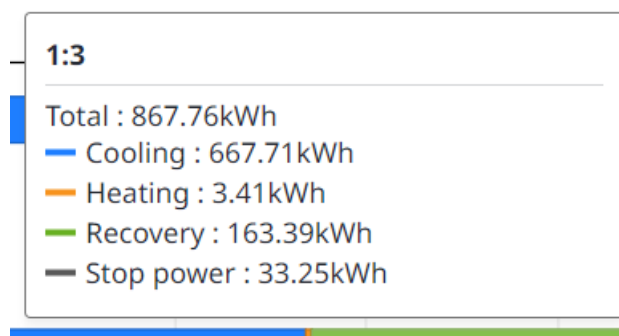 1:3
Total : 867.76kWh
Cooling : 667.71kWh
Heating : 3.41kWh
Recovery : 163.39kWh
Stop power : 33.25kWh